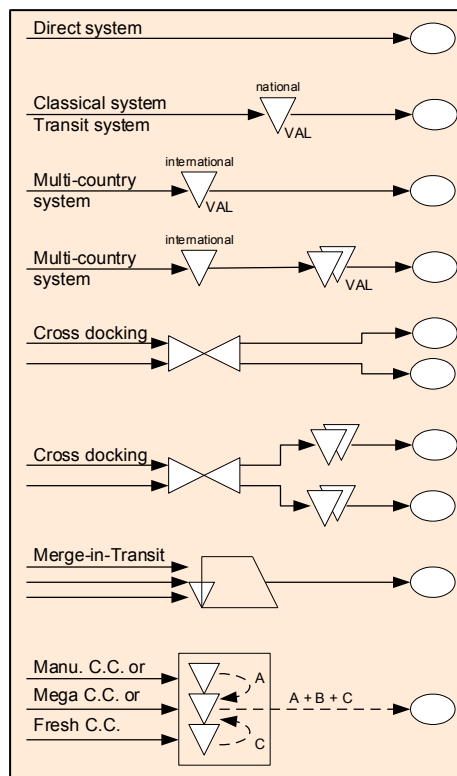 Direct system
national
Classical system
Transit system
VAL
international
Multi-country
system
VAL
international
Multi-country
system
VAL
Cross docking
Cross docking
Merge-in-Transit
Manu. C.C. or
A
Mega C.C. or
A + B + C
Fresh C.C.
C